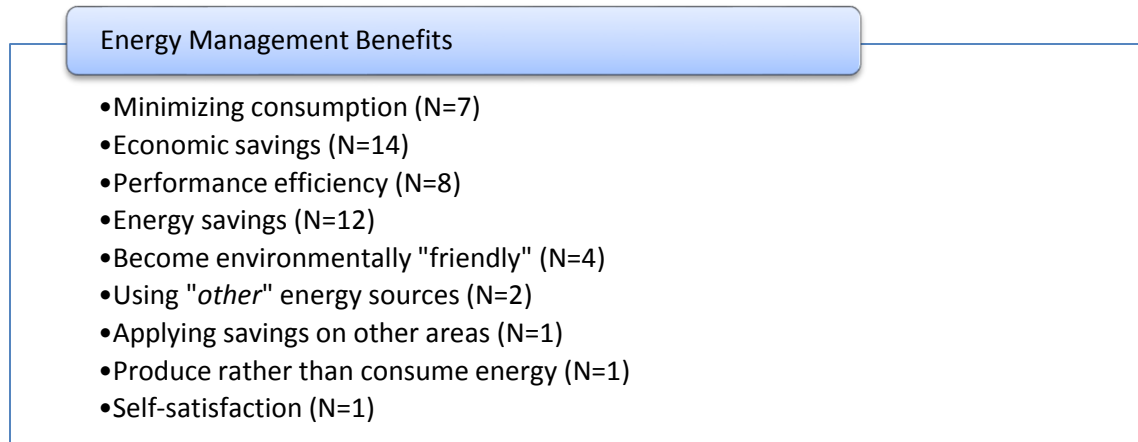 Energy Management Benefits
•Minimizing consumption (N=7)
•Economic savings (N=14)
•Performance efficiency (N=8)
•Energy savings (N=12)
•Become environmentally "friendly" (N=4)
•Using "other" energy sources (N=2)
•Applying savings on other areas (N=1)
•Produce rather than consume energy (N=1)
•Self-satisfaction (N=1)